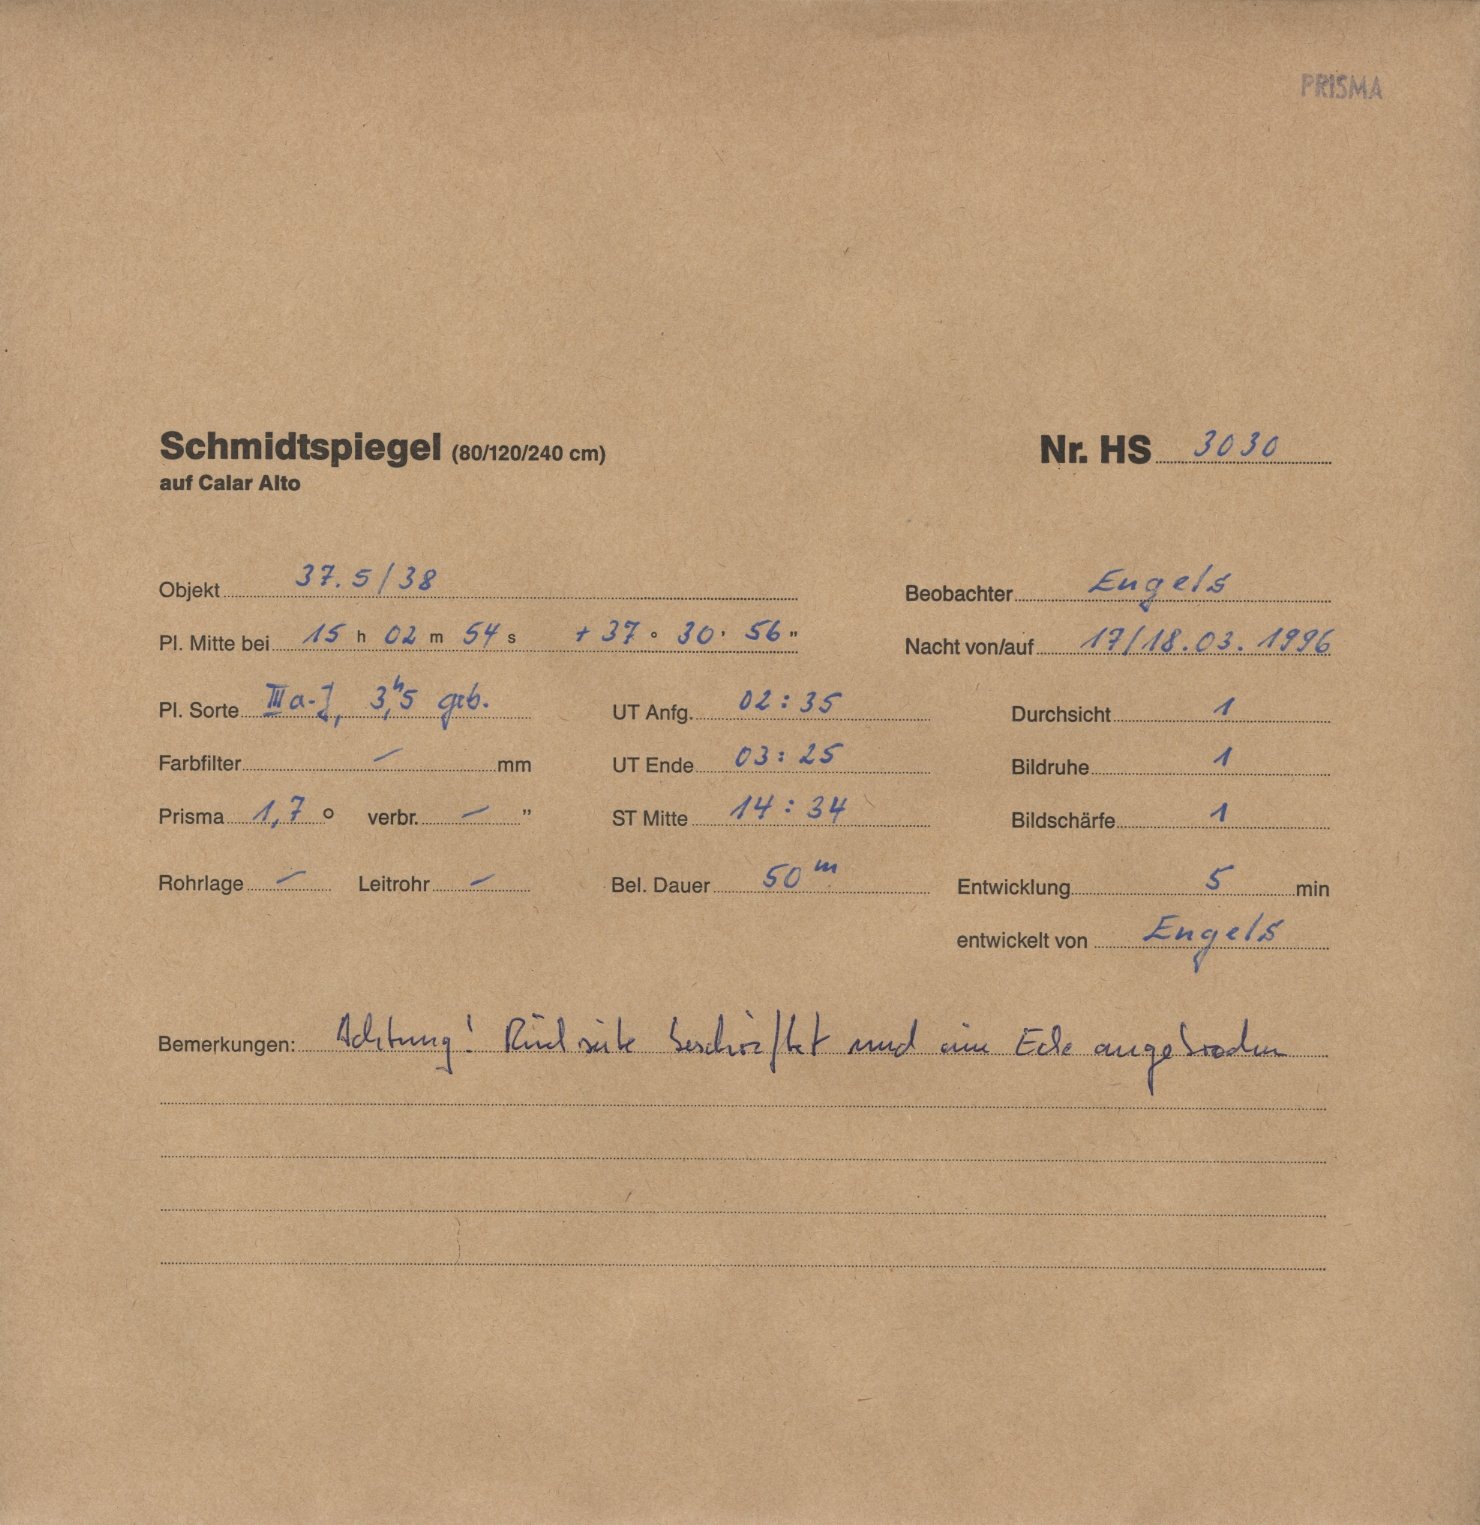 PRISMA
Schmidtspiegel (80/120/240 cm)
auf Calar Alto
Nr. HS 3030
Objekt 37.5/38
Beobachter Engels
Pl. Mitte bei 15 h 02 m 54 s + 37 ° 30 ' 56 "
Nacht von/auf 17/18.03.1996
Pl. Sorte IIIa-J, 3,5h geb.
UT Anfg. 02:35
Durchsicht 1
Farbfilter – mm
UT Ende 03:25
Bildruhe 1
Prisma 1,7 ° verbr. – "
ST Mitte 14:34
Bildschärfe 1
Rohrlage – Leitrohr –
Bel. Dauer 50 m
Entwicklung 5 min
entwickelt von Engels
Bemerkungen: Achtung! Rückseite beschriftet und eine Ecke angebrochen